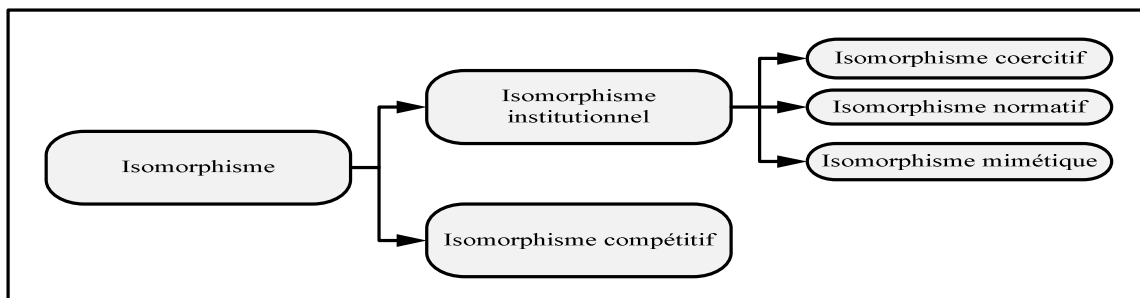 Isomorphisme
Isomorphisme
institutionnel
Isomorphisme compétitif
Isomorphisme coercitif
Isomorphisme normatif
Isomorphisme mimétique